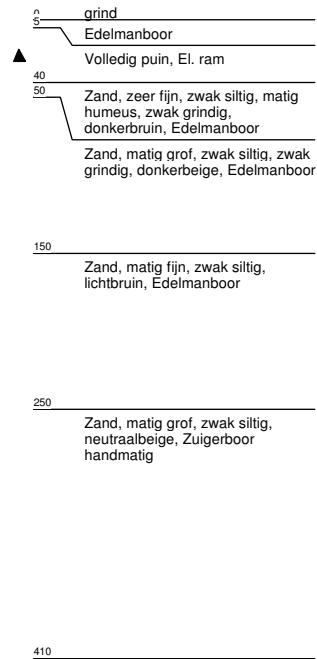 0
grind
5
Edelmanboor
Volledig puin, El. ram
40
50
Zand, zeer fijn, zwak siltig, matig
humeus, zwak grindig,
donkerbruin, Edelmanboor
Zand, matig grof, zwak siltig, zwak
grindig, donkerbeige, Edelmanboor
150
Zand, matig fijn, zwak siltig,
lichtbruin, Edelmanboor
250
Zand, matig grof, zwak siltig,
neutraalbeige, Zuigerboor
handmatig
410